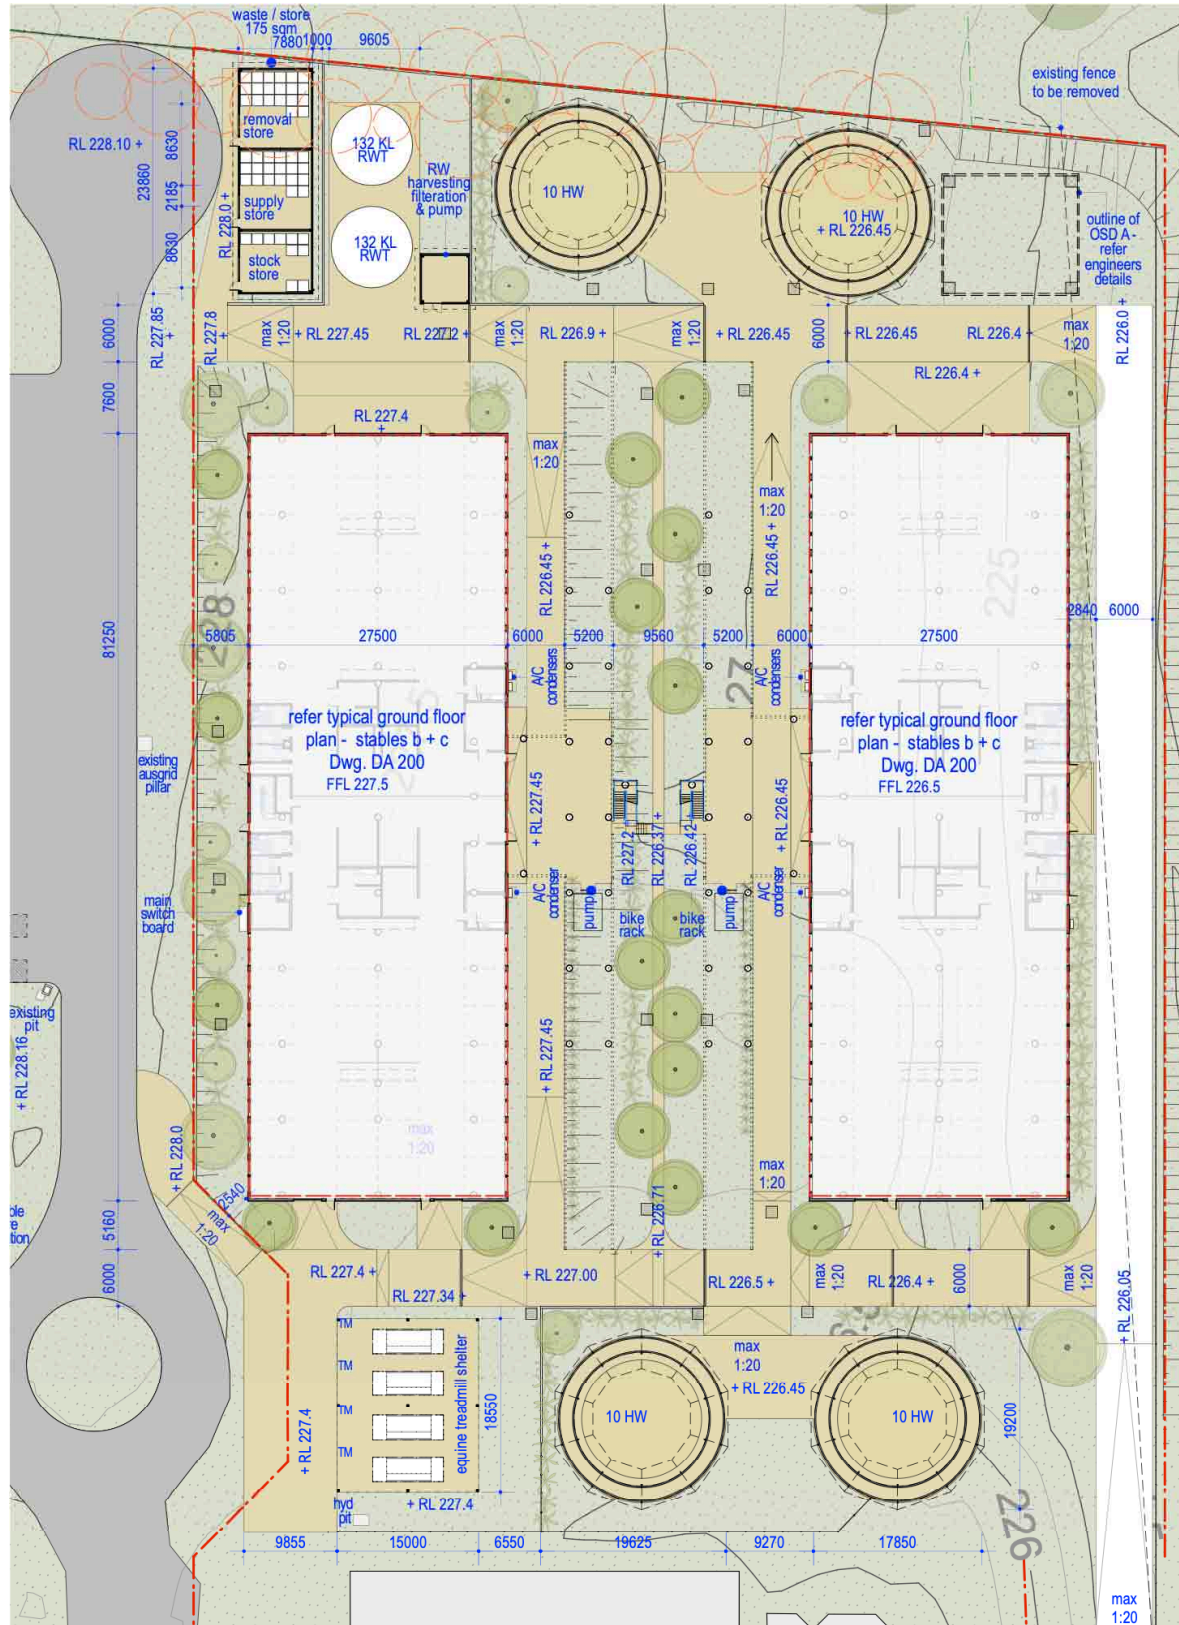 waste / store
175 sqm
7880
1000
9605
existing fence
to be removed
removal
store
132 KL
RWT
RL 228.10 +
8630
23860
RW
harvesting
filteration
& pump
10 HW
10 HW
+ RL 226.45
2185
supply
store
RL 228.0 +
132 KL
RWT
outline of
OSD A -
refer
engineers
details
8630
stock
store
6000
RL 227.85 +
RL 227.8 +
max
1:20
+ RL 227.45
RL 227.2 +
max
1:20
RL 226.9 +
max
1:20
+ RL 226.45
6000
+ RL 226.45
RL 226.4 +
max
1:20
RL 226.0 +
7600
RL 226.4 +
RL 227.4
+
max
1:20
max
1:20
RL 226.45 +
RL 226.45 +
225
228
81250
5805
27500
6000
5200
9560
5200
6000
27500
2840
6000
A/C
condensers
27
A/C
condensers
refer typical ground floor
plan - stables b + c
Dwg. DA 200
FFL 227.5
refer typical ground floor
plan - stables b + c
Dwg. DA 200
FFL 226.5
existing
ausgrid
pillar
+ RL 227.45
+ RL 226.45
RL 227.2 +
RL 226.37 +
RL 226.42 +
main
switch
board
A/C
condenser
pump
bike
rack
bike
rack
pump
A/C
condenser
existing
pit
+ RL 228.16
+ RL 227.45
max
1:20
+ RL 228.0
2540
max
1:20
max
1:20
+ RL 226.71
ble
re
tion
5160
6000
RL 227.4 +
+ RL 227.00
RL 226.5 +
max
1:20
RL 226.4 +
6000
max
1:20
+ RL 226.05
RL 227.34 +
TM
TM
TM
TM
equine treadmill shelter
18550
max
1:20
+ RL 226.45
10 HW
10 HW
19200
+ RL 227.4
hyd
pit
+ RL 227.4
226
9855
15000
6550
19625
9270
17850
max
1:20